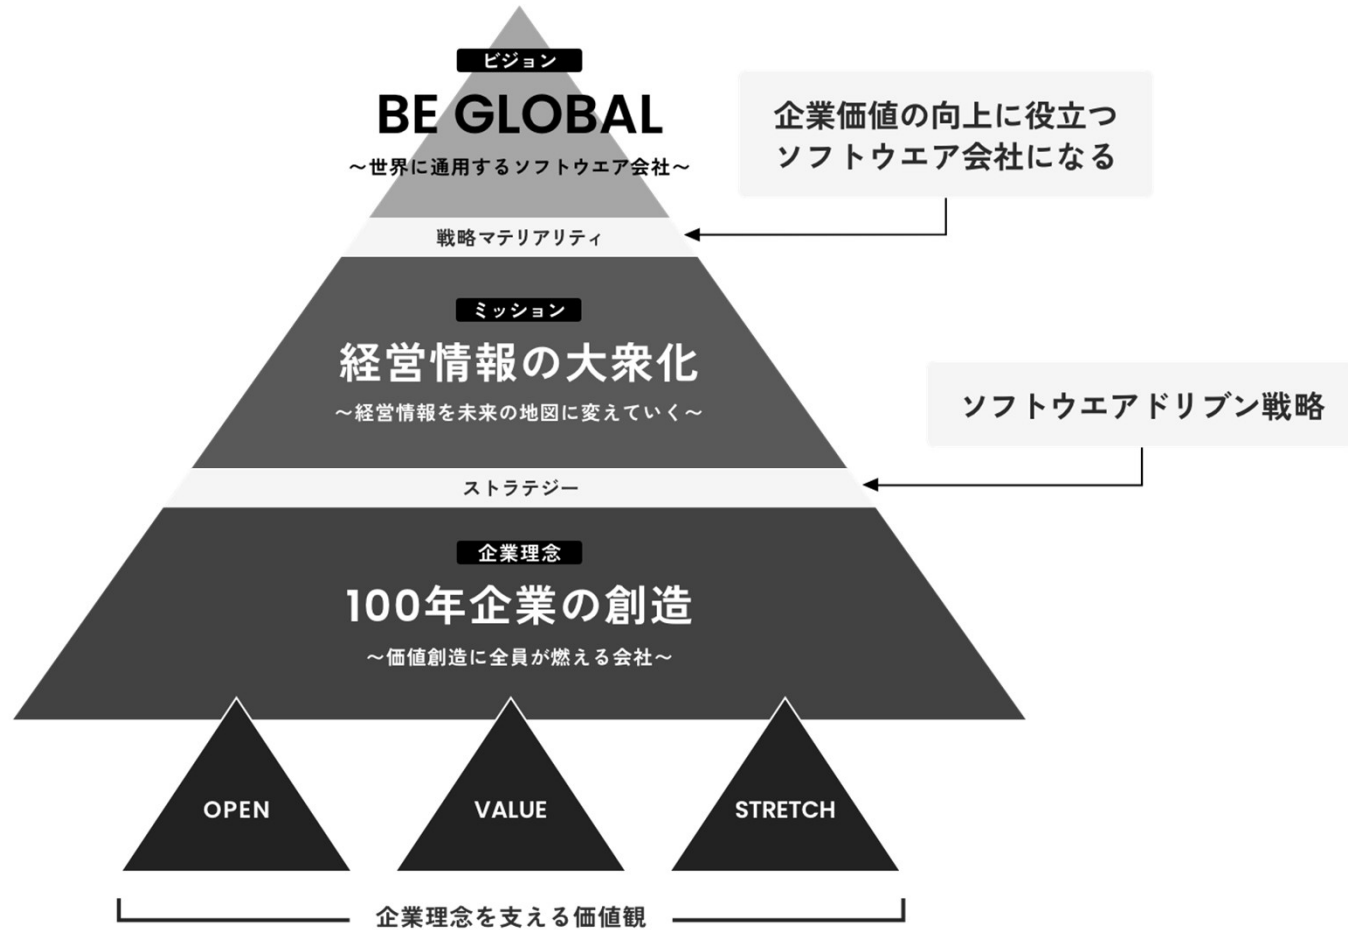 ビジョン
BE GLOBAL
～世界に通用するソフトウエア会社～
企業価値の向上に役立つ
ソフトウエア会社になる
戦略マテリアリティ
ミッション
経営情報の大衆化
～経営情報を未来の地図に変えていく～
ソフトウエアドリブン戦略
ストラテジー
企業理念
100年企業の創造
～価値創造に全員が燃える会社～
OPEN
VALUE
STRETCH
企業理念を支える価値観